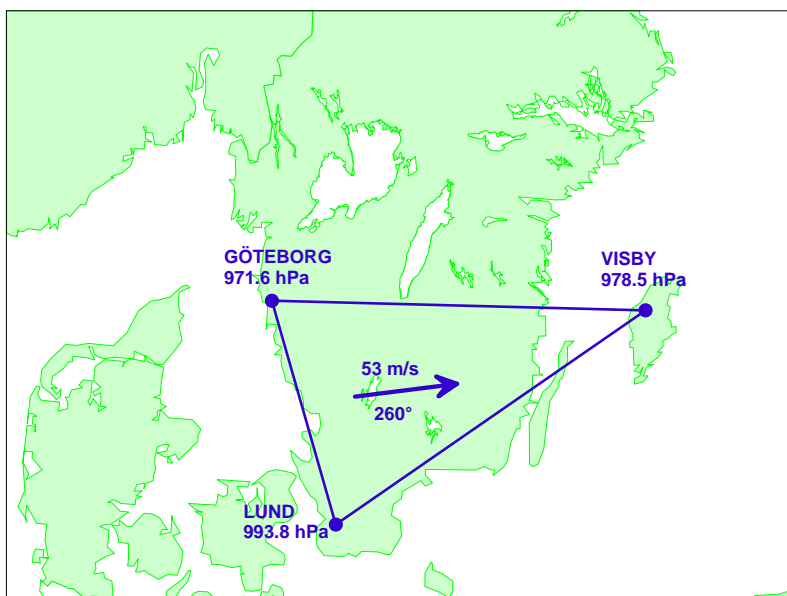 GÖTEBORG
971.6 hPa
VISBY
978.5 hPa
53 m/s
260°
LUND
993.8 hPa